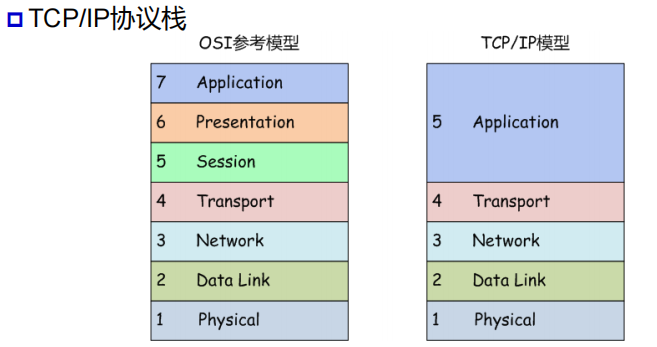 TCP/IP协议栈
OSI参考模型
7 Application
6 Presentation
5 Session
4 Transport
3 Network
2 Data Link
1 Physical
TCP/IP模型
5 Application
4 Transport
3 Network
2 Data Link
1 Physical